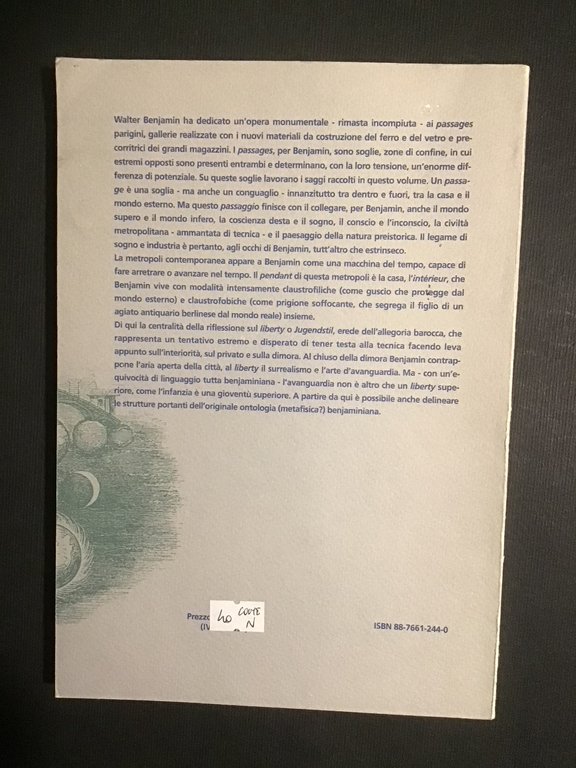 Walter Benjamin ha dedicato un'opera monumentale - rimasta incompiuta - ai passages
parigini, gallerie realizzate con i nuovi materiali da costruzione del ferro e del vetro e pre-
corritrici dei grandi magazzini. I passages, per Benjamin, sono soglie, zone di confine, in cui
estremi opposti sono presenti entrambi e determinano, con la loro tensione, un'enorme dif-
ferenza di potenziale. Su queste soglie lavorano i saggi raccolti in questo volume. Un passa-
ge è una soglia - ma anche un conguaglio - innanzitutto tra dentro e fuori, tra la casa e il
mondo esterno. Ma questo passaggio finisce con il collegare, per Benjamin, anche il mondo
supero e il mondo infero, la coscienza desta e il sogno, il conscio e l'inconscio, la civiltà
metropolitana - ammantata di tecnica - e il paesaggio della natura preistorica. Il legame di
sogno e industria è pertanto, agli occhi di Benjamin, tutt'altro che estrinseco.
La metropoli contemporanea appare a Benjamin come una macchina del tempo, capace di
fare arretrare o avanzare nel tempo. Il pendant di questa metropoli è la casa, l'intérieur, che
Benjamin vive con modalità intensamente claustrofiliche (come guscio che protegge dal
mondo esterno) e claustrofobiche (come prigione soffocante, che segrega il figlio di un
agiato antiquario berlinese dal mondo reale) insieme.
Di qui la centralità della riflessione sul liberty o Jugendstil, erede dell'allegoria barocca, che
rappresenta un tentativo estremo e disperato di tener testa alla tecnica facendo leva
appunto sull'interiorità, sul privato e sulla dimora. Al chiuso della dimora Benjamin contrap-
pone l'aria aperta della città, al liberty il surrealismo e l'arte d'avanguardia. Ma - con un'e-
quivocità di linguaggio tutta benjaminiana - l'avanguardia non è altro che un liberty supe-
riore, come l'infanzia è una gioventù superiore. A partire da qui è possibile anche delineare
le strutture portanti dell'originale ontologia (metafisica?) benjaminiana.
Prezzo
(IV
40
N
ISBN 88-7661-244-0